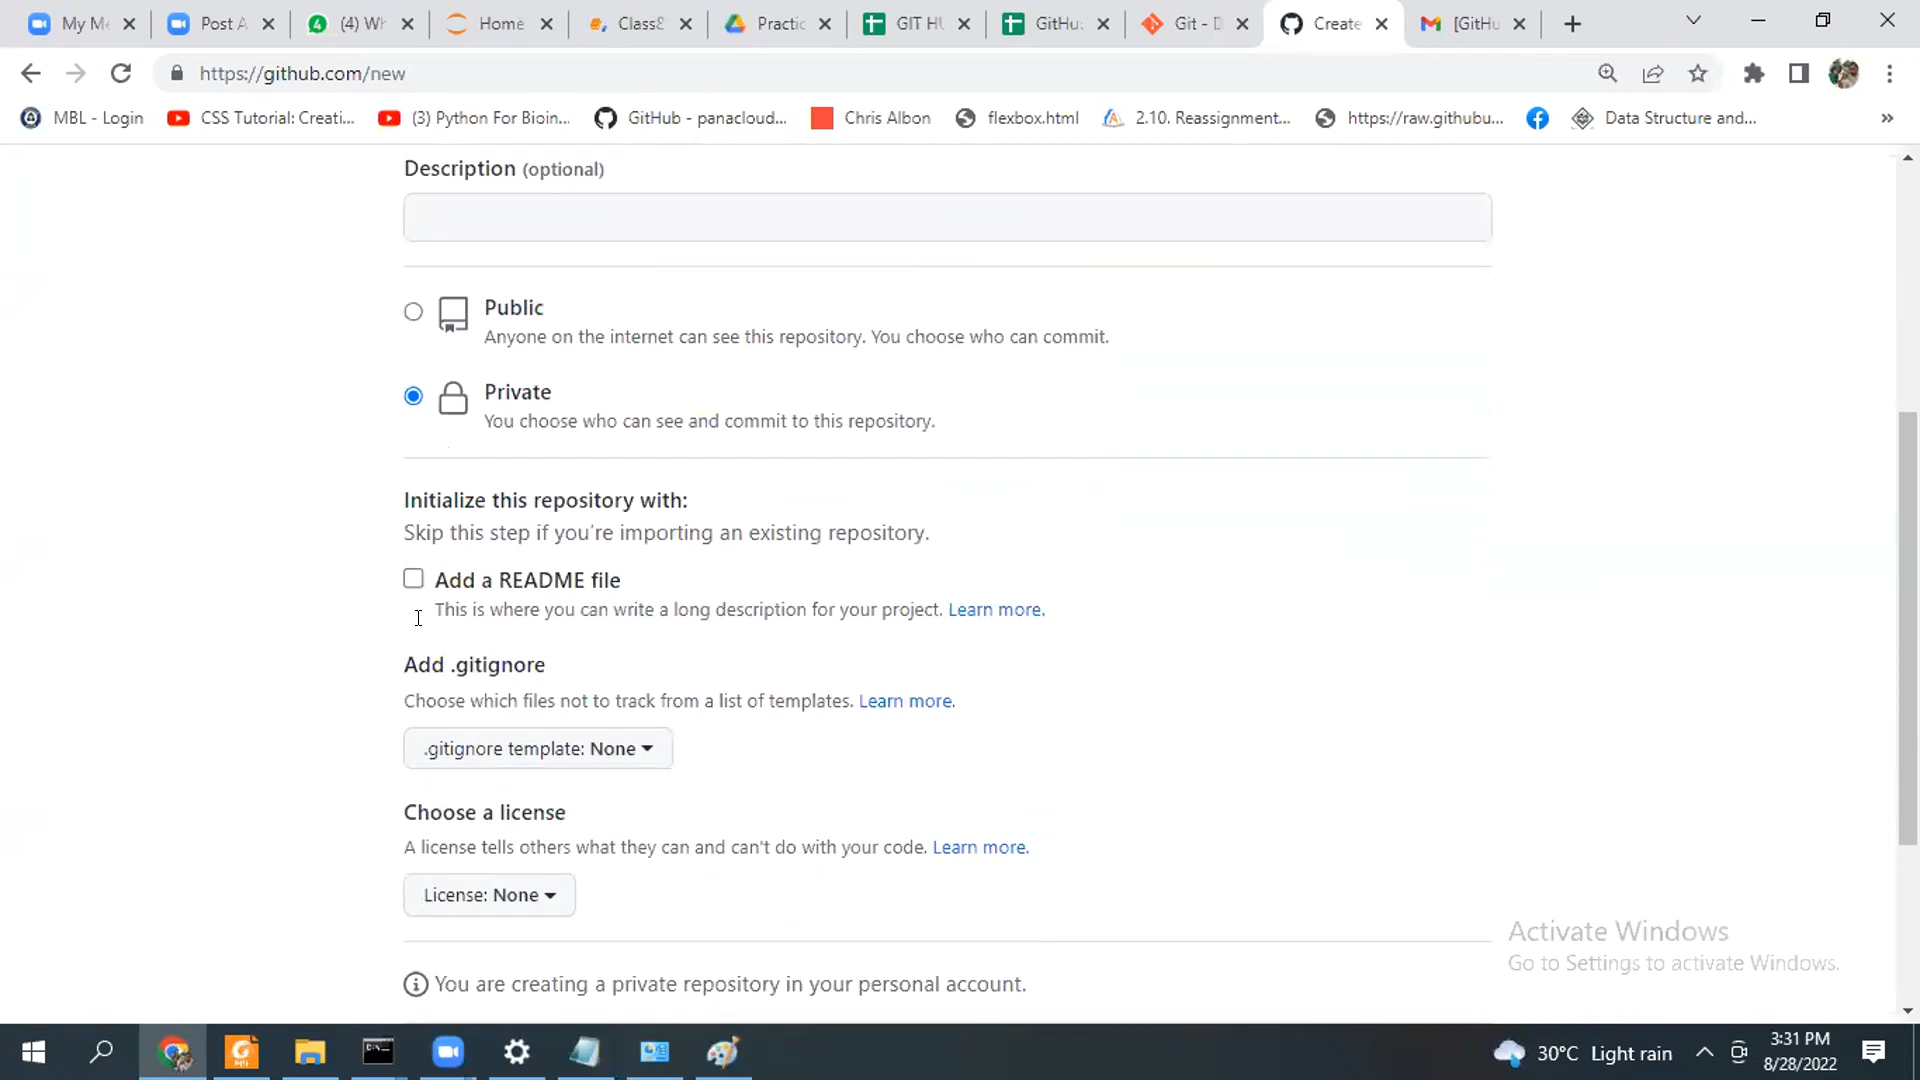 My Me
Post A
(4) Wh
Home
Class8
Practic
GIT HU
GitHu
Git - D
Create
[GitHu
https://github.com/new
MBL - Login
CSS Tutorial: Creati...
(3) Python For Bioin...
GitHub - panacloud...
Chris Albon
flexbox.html
2.10. Reassignment...
https://raw.githubu...
Data Structure and...
»
Description (optional)
Public
Anyone on the internet can see this repository. You choose who can commit.
Private
You choose who can see and commit to this repository.
Initialize this repository with:
Skip this step if you're importing an existing repository.
Add a README file
This is where you can write a long description for your project. Learn more.
Add .gitignore
Choose which files not to track from a list of templates. Learn more.
.gitignore template: None
Choose a license
A license tells others what they can and can't do with your code. Learn more.
License: None
Activate Windows
Go to Settings to activate Windows.
You are creating a private repository in your personal account.
30°C Light rain
3:31 PM
8/28/2022